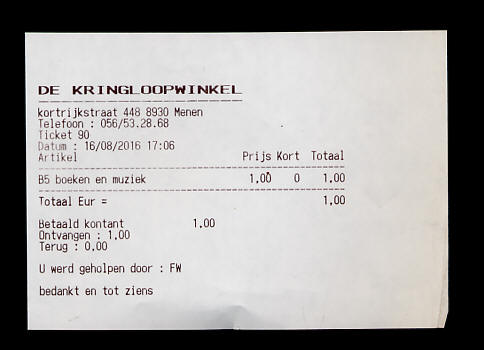 DE KRINGLOOPWINKEL
kortrijkstraat 448 8930 Menen
Telefoon : 056/53.28.68
Ticket 90
Datum : 16/08/2016 17:06
Artikel Prijs Kort Totaal
B5 boeken en muziek 1,00 0 1,00
Totaal Eur = 1,00
Betaald kontant 1.00
Ontvangen : 1,00
Terug : 0,00
U werd geholpen door : FW
bedankt en tot ziens